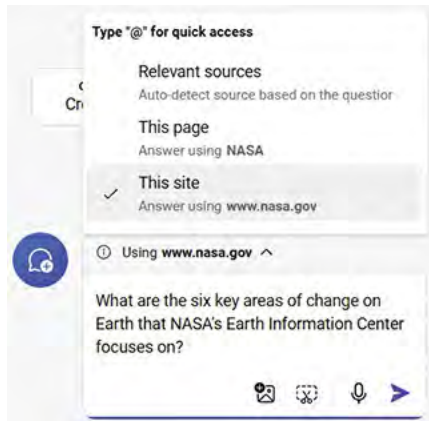 Type "@" for quick access
Relevant sources
Auto-detect source based on the question
This page
Answer using NASA
This site
Answer using www.nasa.gov
Using www.nasa.gov
What are the six key areas of change on
Earth that NASA's Earth Information Center
focuses on?